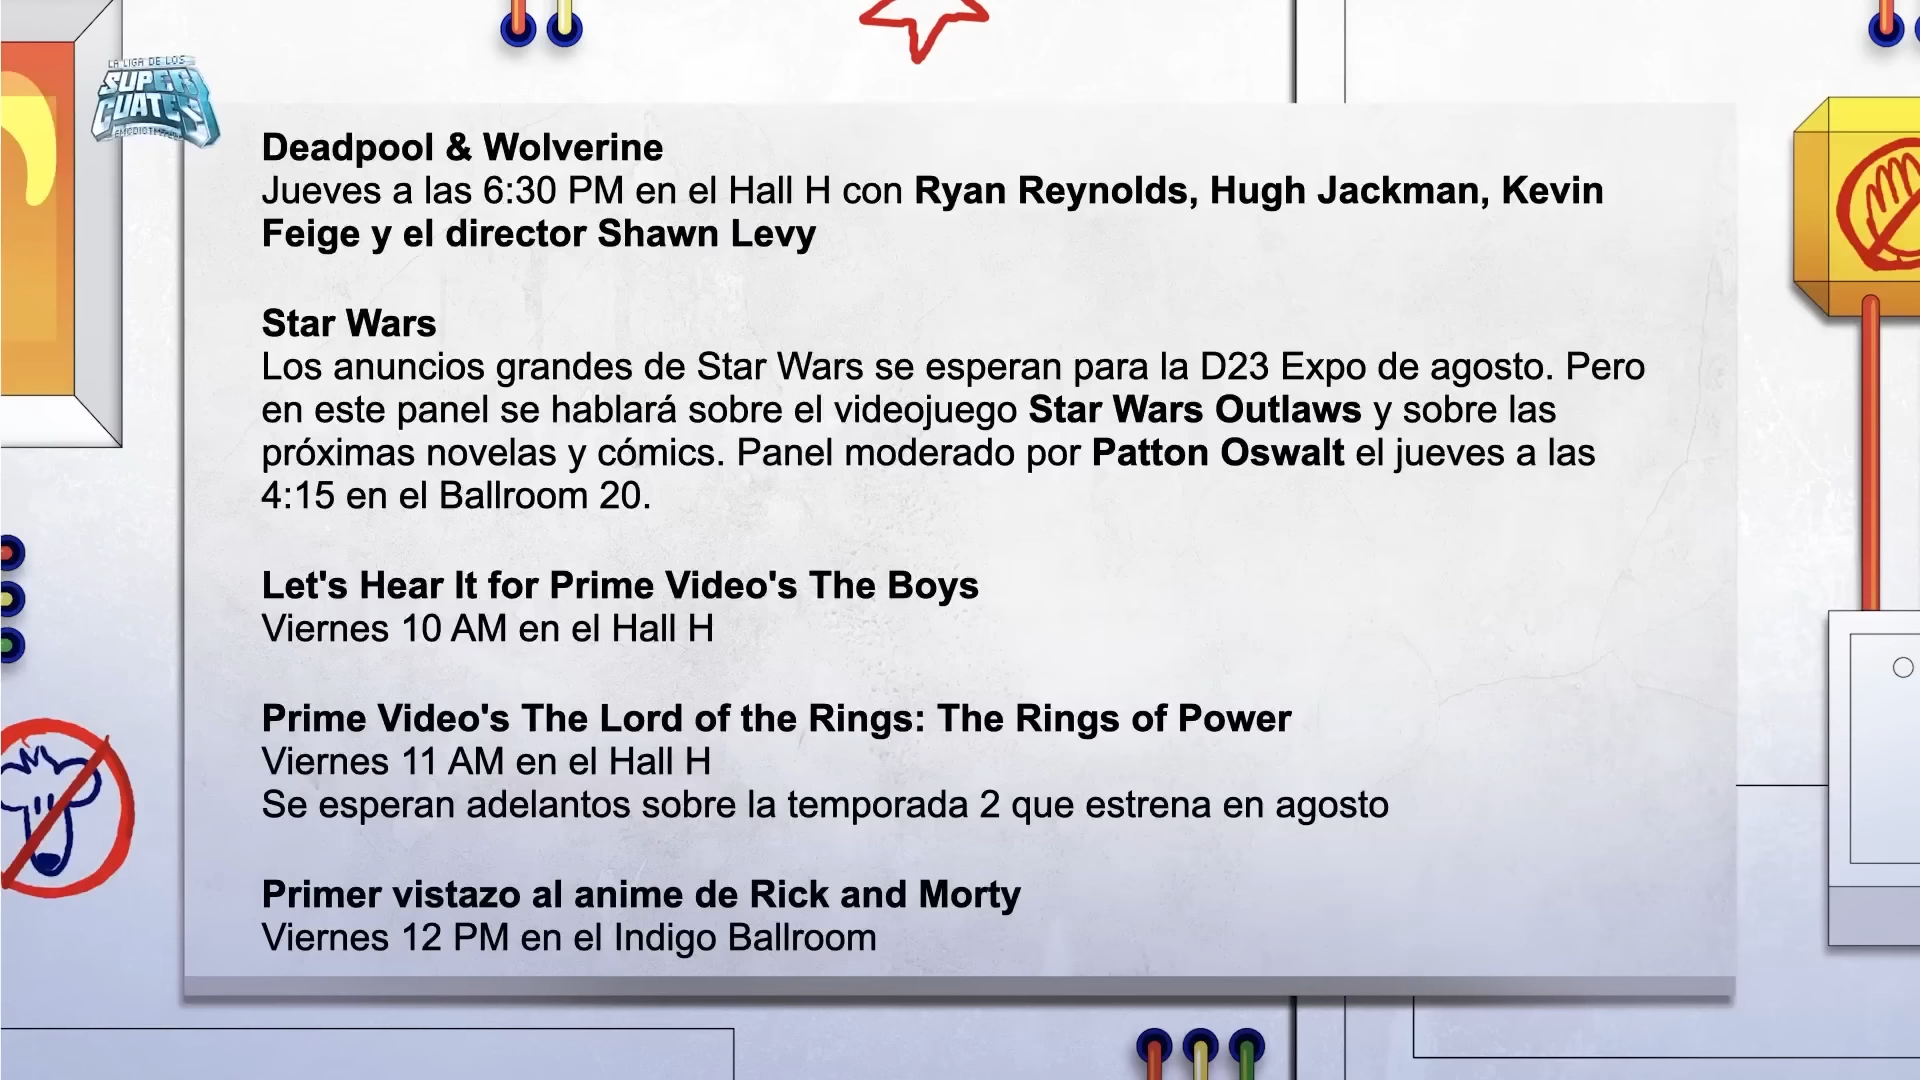 LA LIGA DE LOS
SUPER
CUATES
Deadpool & Wolverine
Jueves a las 6:30 PM en el Hall H con Ryan Reynolds, Hugh Jackman, Kevin
Feige y el director Shawn Levy
Star Wars
Los anuncios grandes de Star Wars se esperan para la D23 Expo de agosto. Pero
en este panel se hablará sobre el videojuego Star Wars Outlaws y sobre las
próximas novelas y cómics. Panel moderado por Patton Oswalt el jueves a las
4:15 en el Ballroom 20.
Let's Hear It for Prime Video's The Boys
Viernes 10 AM en el Hall H
Prime Video's The Lord of the Rings: The Rings of Power
Viernes 11 AM en el Hall H
Se esperan adelantos sobre la temporada 2 que estrena en agosto
Primer vistazo al anime de Rick and Morty
Viernes 12 PM en el Indigo Ballroom